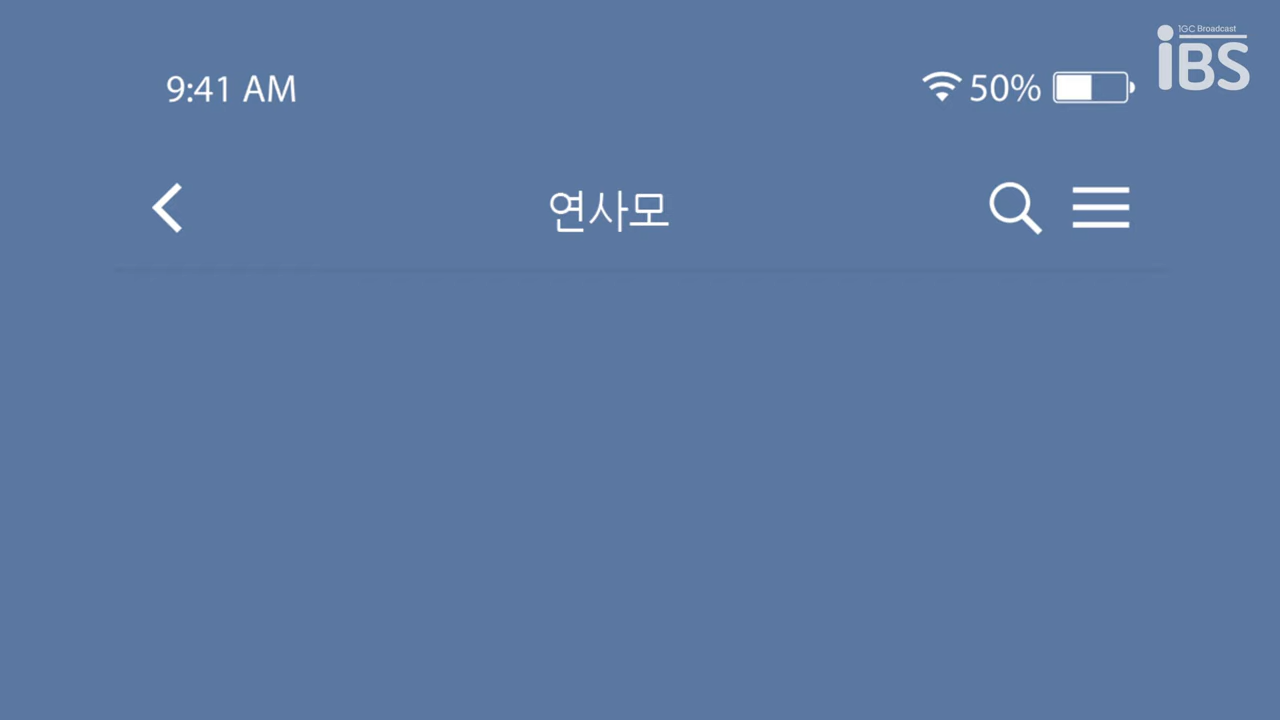 IGC Broadcast
iBS
9:41 AM 50%
연사모